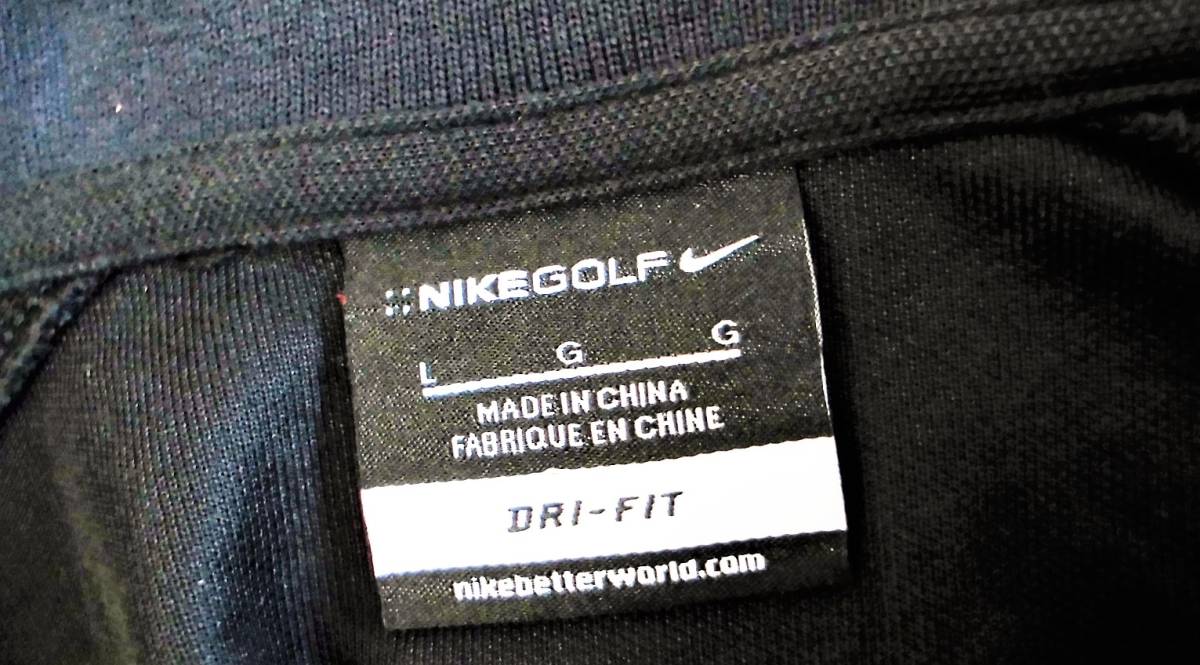 NIKEGOLF
L G G
MADE IN CHINA
FABRIQUE EN CHINE
DRI-FIT
nikebetterworld.com